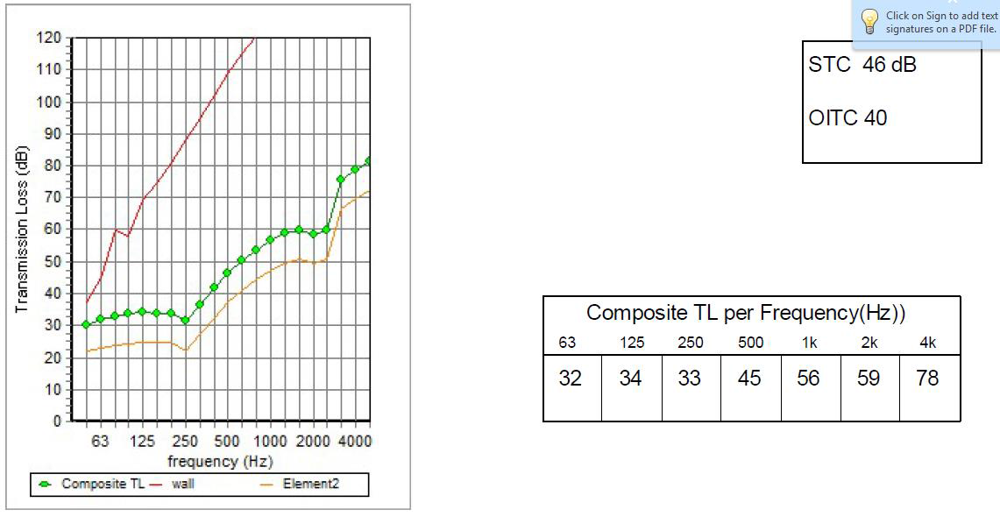 Click on Sign to add text
signatures on a PDF file.
STC 46 dB
OITC 40
120
110
100
90
80
70
60
50
40
30
20
10
0
Transmission Loss (dB)
63 125 250 500 1000 2000 4000
frequency (Hz)
Composite TL wall Element2
Composite TL per Frequency(Hz))
63 125 250 500 1k 2k 4k
32 34 33 45 56 59 78